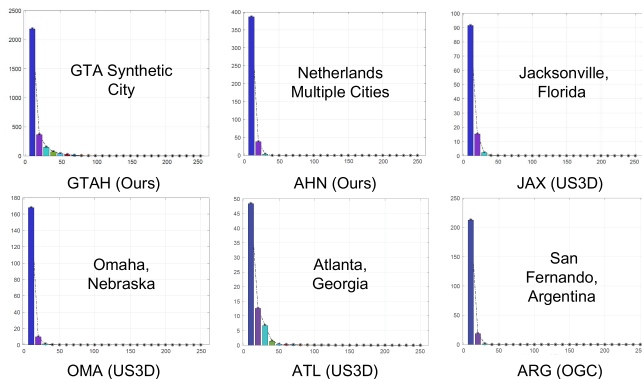 2500
2000
1500
1000
500
0
0 50 100 150 200 250
GTA Synthetic
City
GTAH (Ours)
400
350
300
250
200
150
100
50
0
0 50 100 150 200 250
Netherlands
Multiple Cities
AHN (Ours)
100
90
80
70
60
50
40
30
20
10
0
0 50 100 150 200 250
Jacksonville,
Florida
JAX (US3D)
180
160
140
120
100
80
60
40
20
0
0 50 100 150 200 250
Omaha,
Nebraska
OMA (US3D)
50
45
40
35
30
25
20
15
10
5
0
0 50 100 150 200 250
Atlanta,
Georgia
ATL (US3D)
250
200
150
100
50
0
0 50 100 150 200 250
San
Fernando,
Argentina
ARG (OGC)